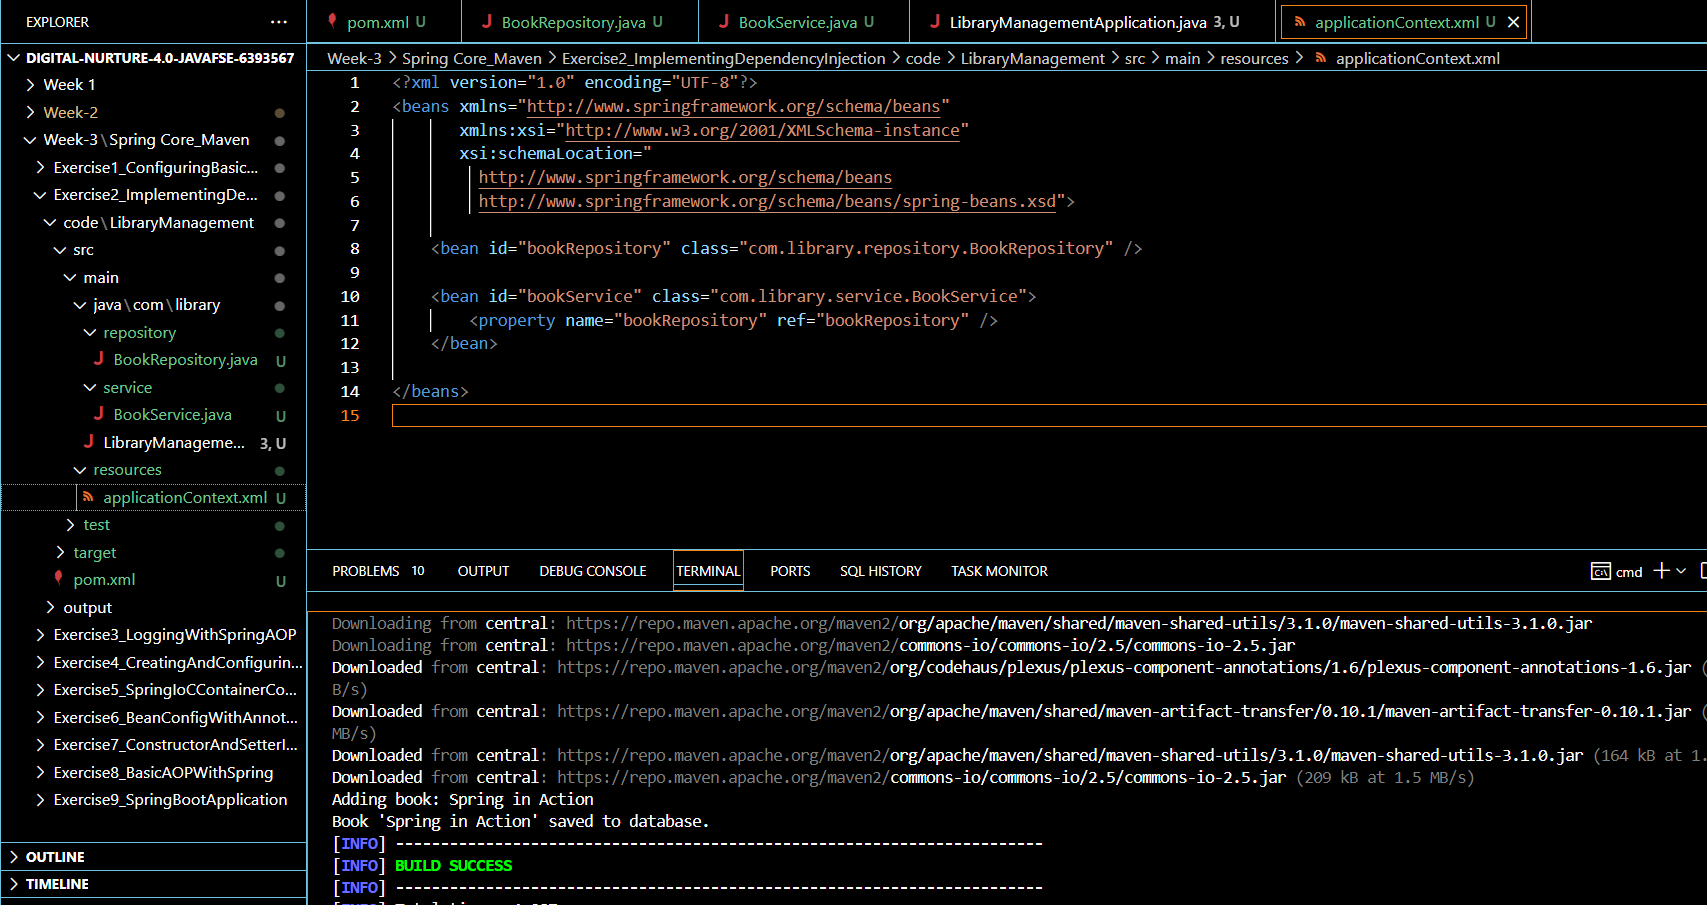 EXPLORER ...
DIGITAL-NURTURE-4.0-JAVAFSE-6393567
Week 1
Week-2
Week-3\Spring Core_Maven
Exercise1_ConfiguringBasic...
Exercise2_ImplementingDe...
code\LibraryManagement
src
main
java\com\library
repository
BookRepository.java U
service
BookService.java U
LibraryManageme... 3, U
resources
applicationContext.xml U
test
target
pom.xml U
output
Exercise3_LoggingWithSpringAOP
Exercise4_CreatingAndConfigurin...
Exercise5_SpringIoCContainerCo...
Exercise6_BeanConfigWithAnnot...
Exercise7_ConstructorAndSetterI...
Exercise8_BasicAOPWithSpring
Exercise9_SpringBootApplication
OUTLINE
TIMELINE
pom.xml U BookRepository.java U BookService.java U LibraryManagementApplication.java 3, U applicationContext.xml U
Week-3 > Spring Core_Maven > Exercise2_ImplementingDependencyInjection > code > LibraryManagement > src > main > resources > applicationContext.xml
1 <?xml version="1.0" encoding="UTF-8"?>
2 <beans xmlns="http://www.springframework.org/schema/beans"
3 xmlns:xsi="http://www.w3.org/2001/XMLSchema-instance"
4 xsi:schemaLocation="
5 http://www.springframework.org/schema/beans
6 http://www.springframework.org/schema/beans/spring-beans.xsd">
7
8 <bean id="bookRepository" class="com.library.repository.BookRepository" />
9
10 <bean id="bookService" class="com.library.service.BookService">
11 <property name="bookRepository" ref="bookRepository" />
12 </bean>
13
14 </beans>
15
PROBLEMS 10 OUTPUT DEBUG CONSOLE TERMINAL PORTS SQL HISTORY TASK MONITOR cmd
Downloading from central: https://repo.maven.apache.org/maven2/org/apache/maven/shared/maven-shared-utils/3.1.0/maven-shared-utils-3.1.0.jar
Downloading from central: https://repo.maven.apache.org/maven2/commons-io/commons-io/2.5/commons-io-2.5.jar
Downloaded from central: https://repo.maven.apache.org/maven2/org/codehaus/plexus/plexus-component-annotations/1.6/plexus-component-annotations-1.6.jar (
B/s)
Downloaded from central: https://repo.maven.apache.org/maven2/org/apache/maven/shared/maven-artifact-transfer/0.10.1/maven-artifact-transfer-0.10.1.jar (
MB/s)
Downloaded from central: https://repo.maven.apache.org/maven2/org/apache/maven/shared/maven-shared-utils/3.1.0/maven-shared-utils-3.1.0.jar (164 kB at 1.
Downloaded from central: https://repo.maven.apache.org/maven2/commons-io/commons-io/2.5/commons-io-2.5.jar (209 kB at 1.5 MB/s)
Adding book: Spring in Action
Book 'Spring in Action' saved to database.
[INFO] ------------------------------------------------------------------------
[INFO] BUILD SUCCESS
[INFO] ------------------------------------------------------------------------